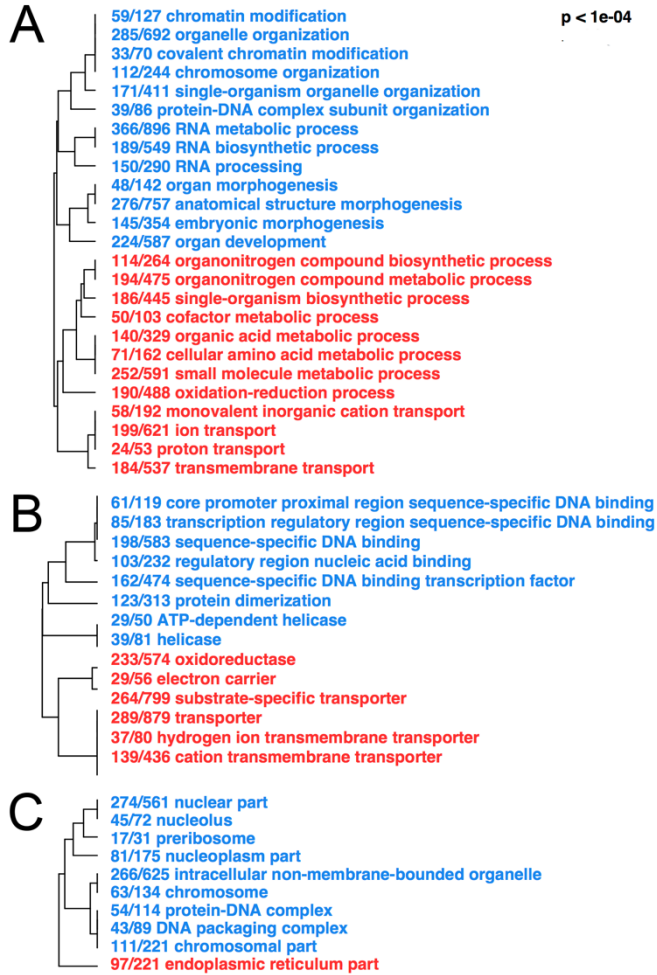 A
p < 1e-04
59/127 chromatin modification
285/692 organelle organization
33/70 covalent chromatin modification
112/244 chromosome organization
171/411 single-organism organelle organization
39/86 protein-DNA complex subunit organization
366/896 RNA metabolic process
189/549 RNA biosynthetic process
150/290 RNA processing
48/142 organ morphogenesis
276/757 anatomical structure morphogenesis
145/354 embryonic morphogenesis
224/587 organ development
114/264 organonitrogen compound biosynthetic process
194/475 organonitrogen compound metabolic process
186/445 single-organism biosynthetic process
50/103 cofactor metabolic process
140/329 organic acid metabolic process
71/162 cellular amino acid metabolic process
252/591 small molecule metabolic process
190/488 oxidation-reduction process
58/192 monovalent inorganic cation transport
199/621 ion transport
24/53 proton transport
184/537 transmembrane transport
B
61/119 core promoter proximal region sequence-specific DNA binding
85/183 transcription regulatory region sequence-specific DNA binding
198/583 sequence-specific DNA binding
103/232 regulatory region nucleic acid binding
162/474 sequence-specific DNA binding transcription factor
123/313 protein dimerization
29/50 ATP-dependent helicase
39/81 helicase
233/574 oxidoreductase
29/56 electron carrier
264/799 substrate-specific transporter
289/879 transporter
37/80 hydrogen ion transmembrane transporter
139/436 cation transmembrane transporter
C
274/561 nuclear part
45/72 nucleolus
17/31 preribosome
81/175 nucleoplasm part
266/625 intracellular non-membrane-bounded organelle
63/134 chromosome
54/114 protein-DNA complex
43/89 DNA packaging complex
111/221 chromosomal part
97/221 endoplasmic reticulum part